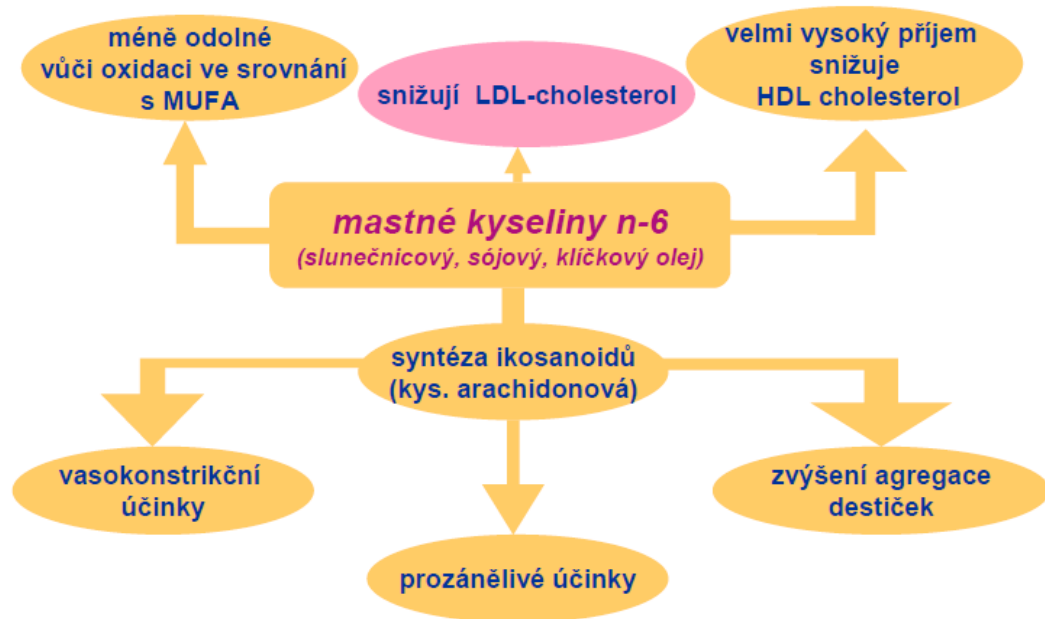 méně odolné
vůči oxidaci ve srovnání
s MUFA
snižují LDL-cholesterol
velmi vysoký příjem
snižuje
HDL cholesterol
mastné kyseliny n-6
(slunečnicový, sójový, klíčkový olej)
syntéza ikosanoidů
(kys. arachidonová)
vasokonstrikční
účinky
prozánělivé účinky
zvýšení agregace
destiček